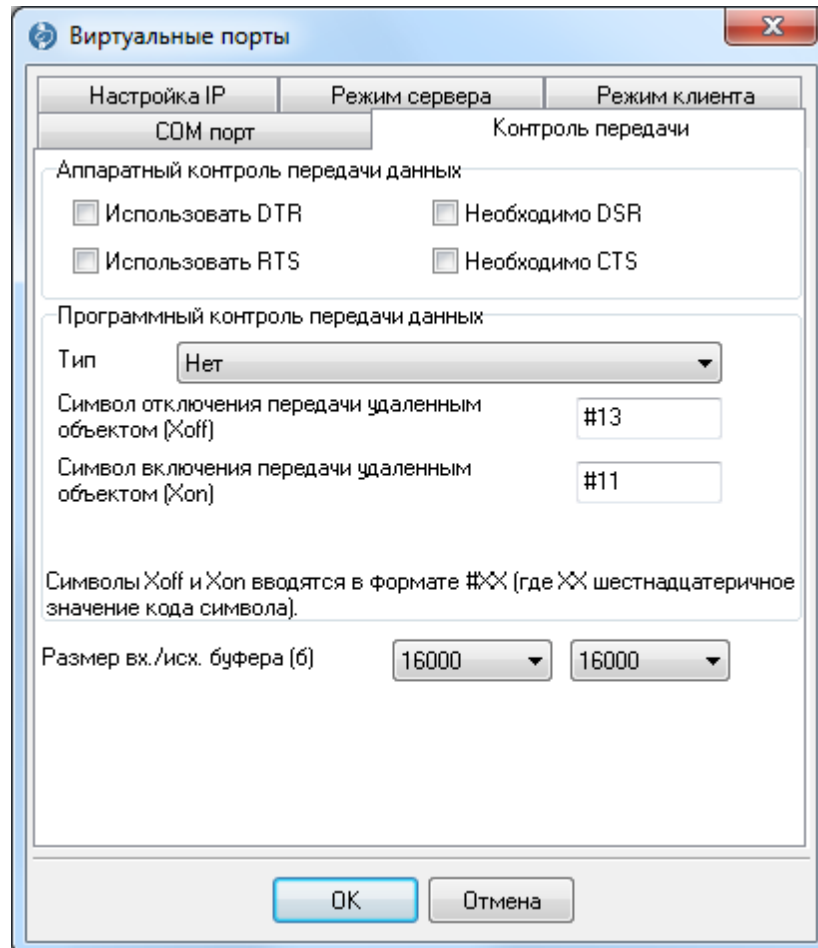 Виртуальные порты
Настройка IP
Режим сервера
Режим клиента
COM порт
Контроль передачи
Аппаратный контроль передачи данных
Использовать DTR
Необходимо DSR
Использовать RTS
Необходимо CTS
Программный контроль передачи данных
Тип
Нет
Символ отключения передачи удаленным
объектом (Xoff)
#13
Символ включения передачи удаленным
объектом (Xon)
#11
Символы Xoff и Xon вводятся в формате #XX (где XX шестнадцатеричное
значение кода символа).
Размер вх./исх. буфера (б)
16000
16000
OK
Отмена